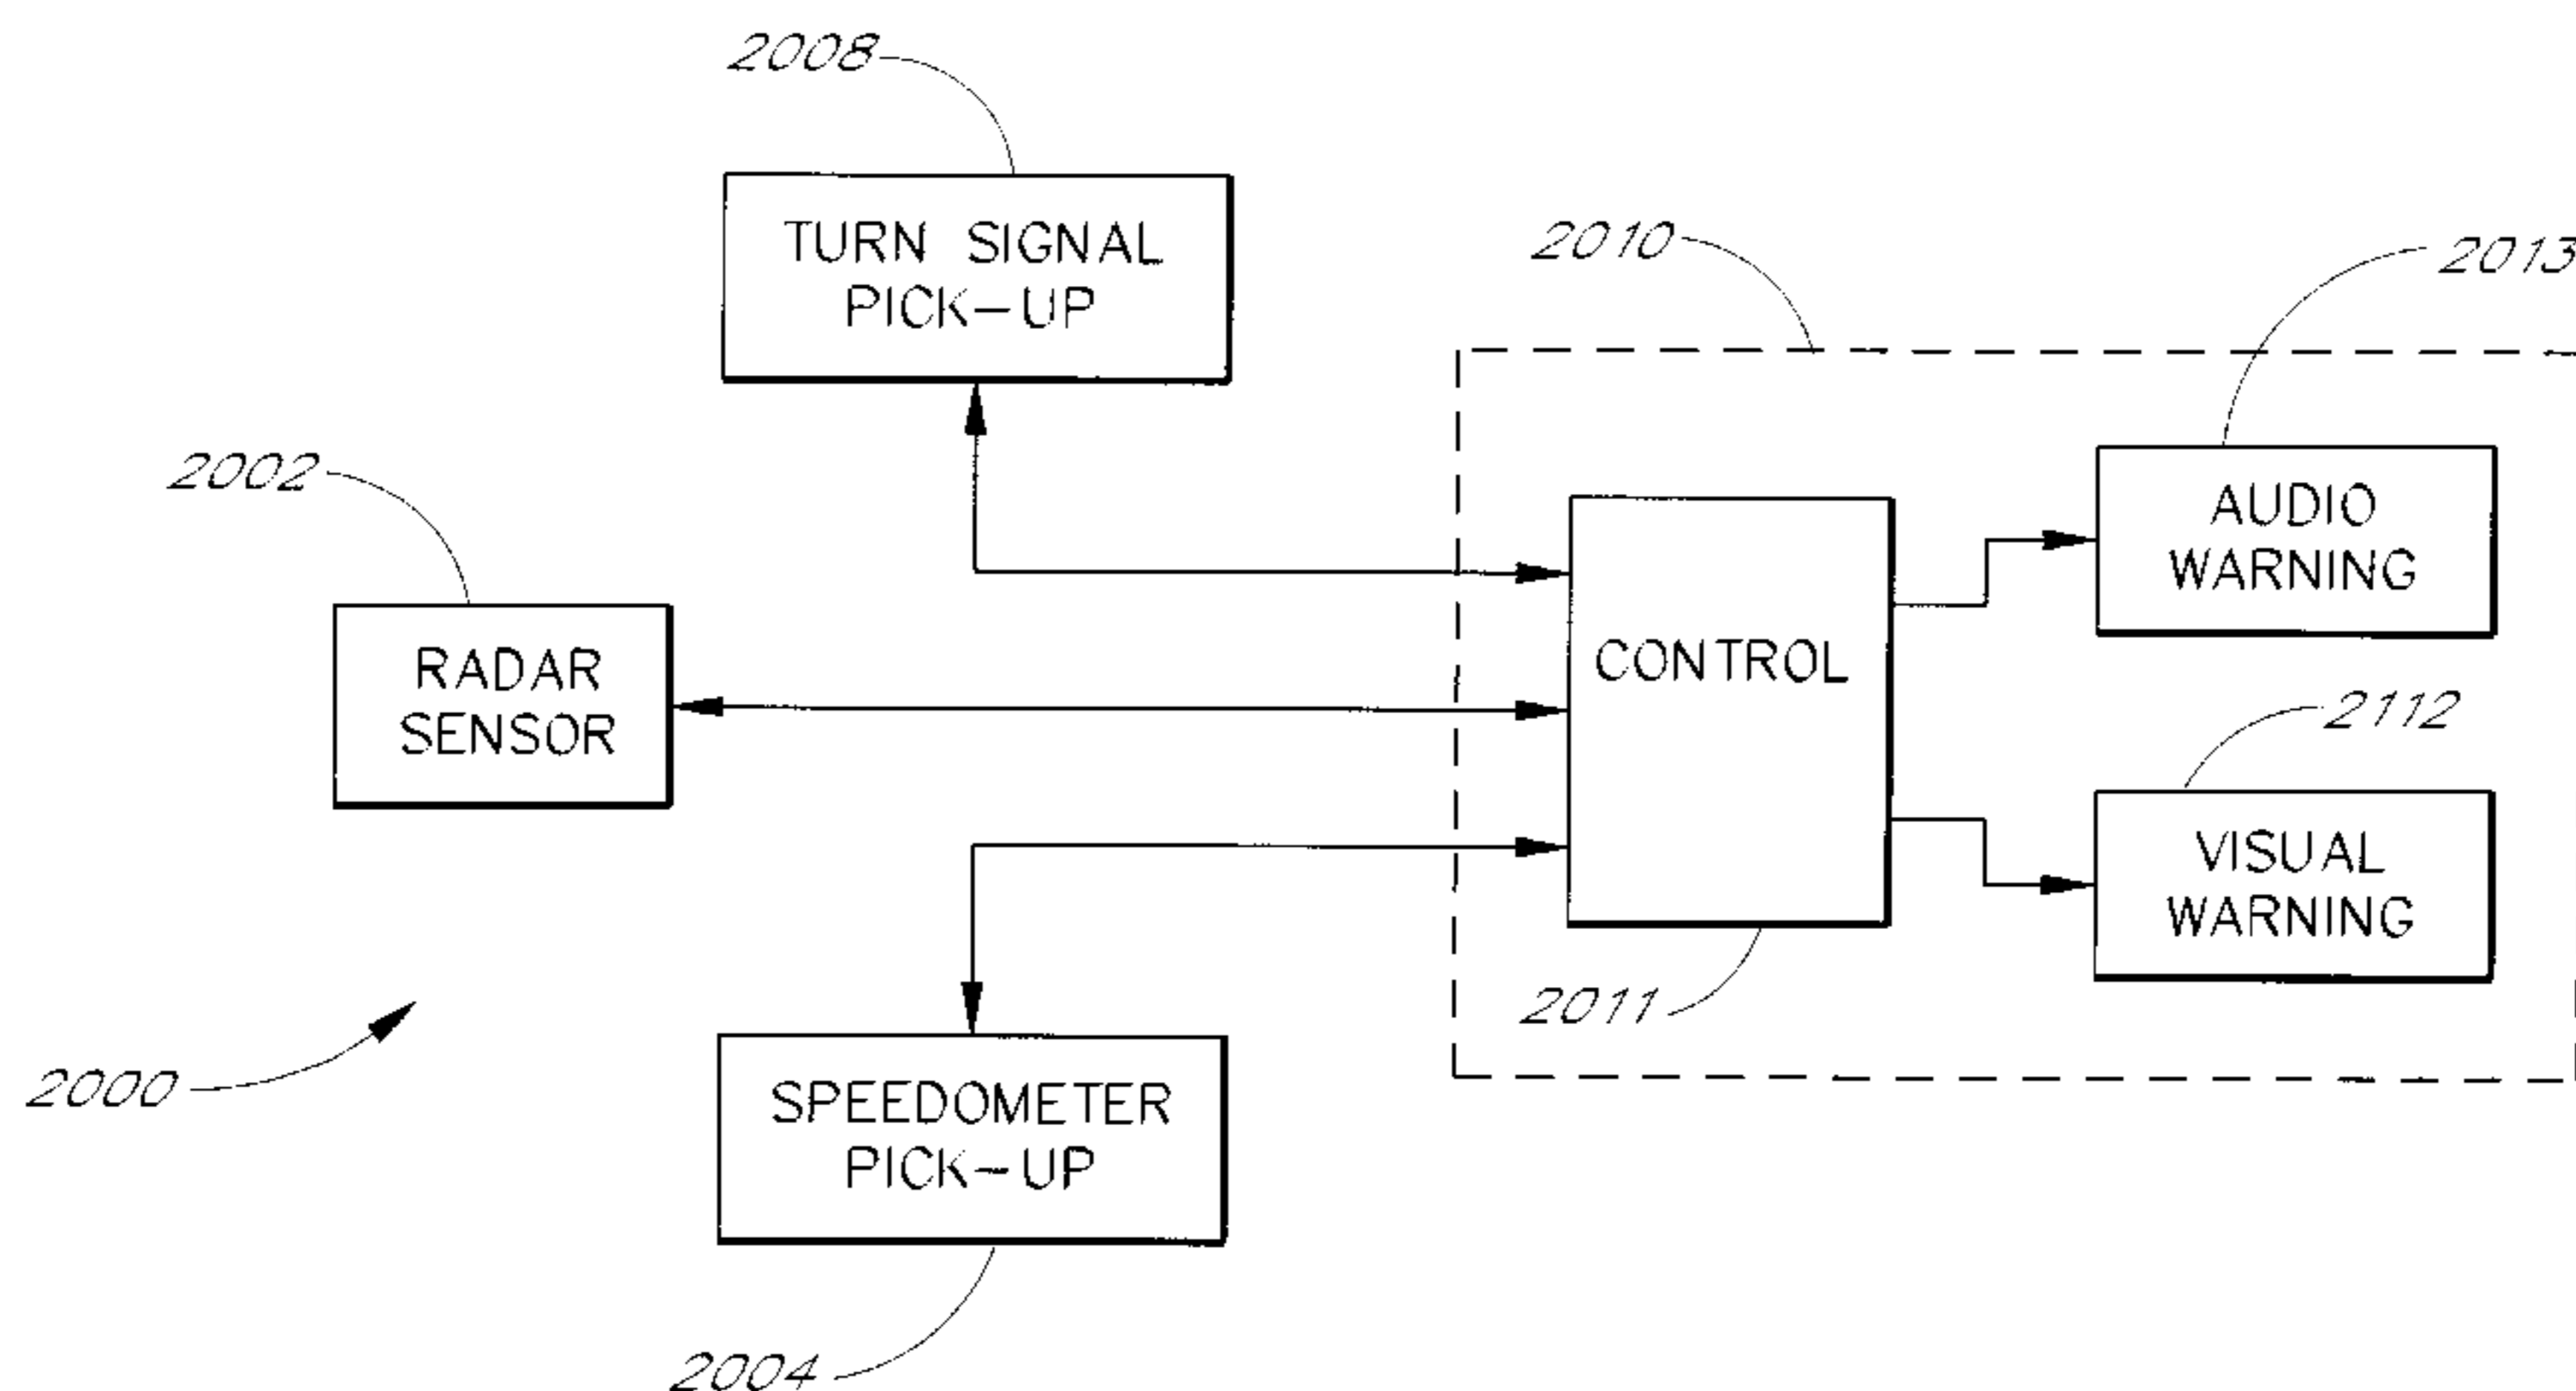 2008
TURN SIGNAL
PICK-UP
2010
2013
2002
RADAR
SENSOR
CONTROL
AUDIO
WARNING
2112
VISUAL
WARNING
2011
2000
SPEEDOMETER
PICK-UP
2004